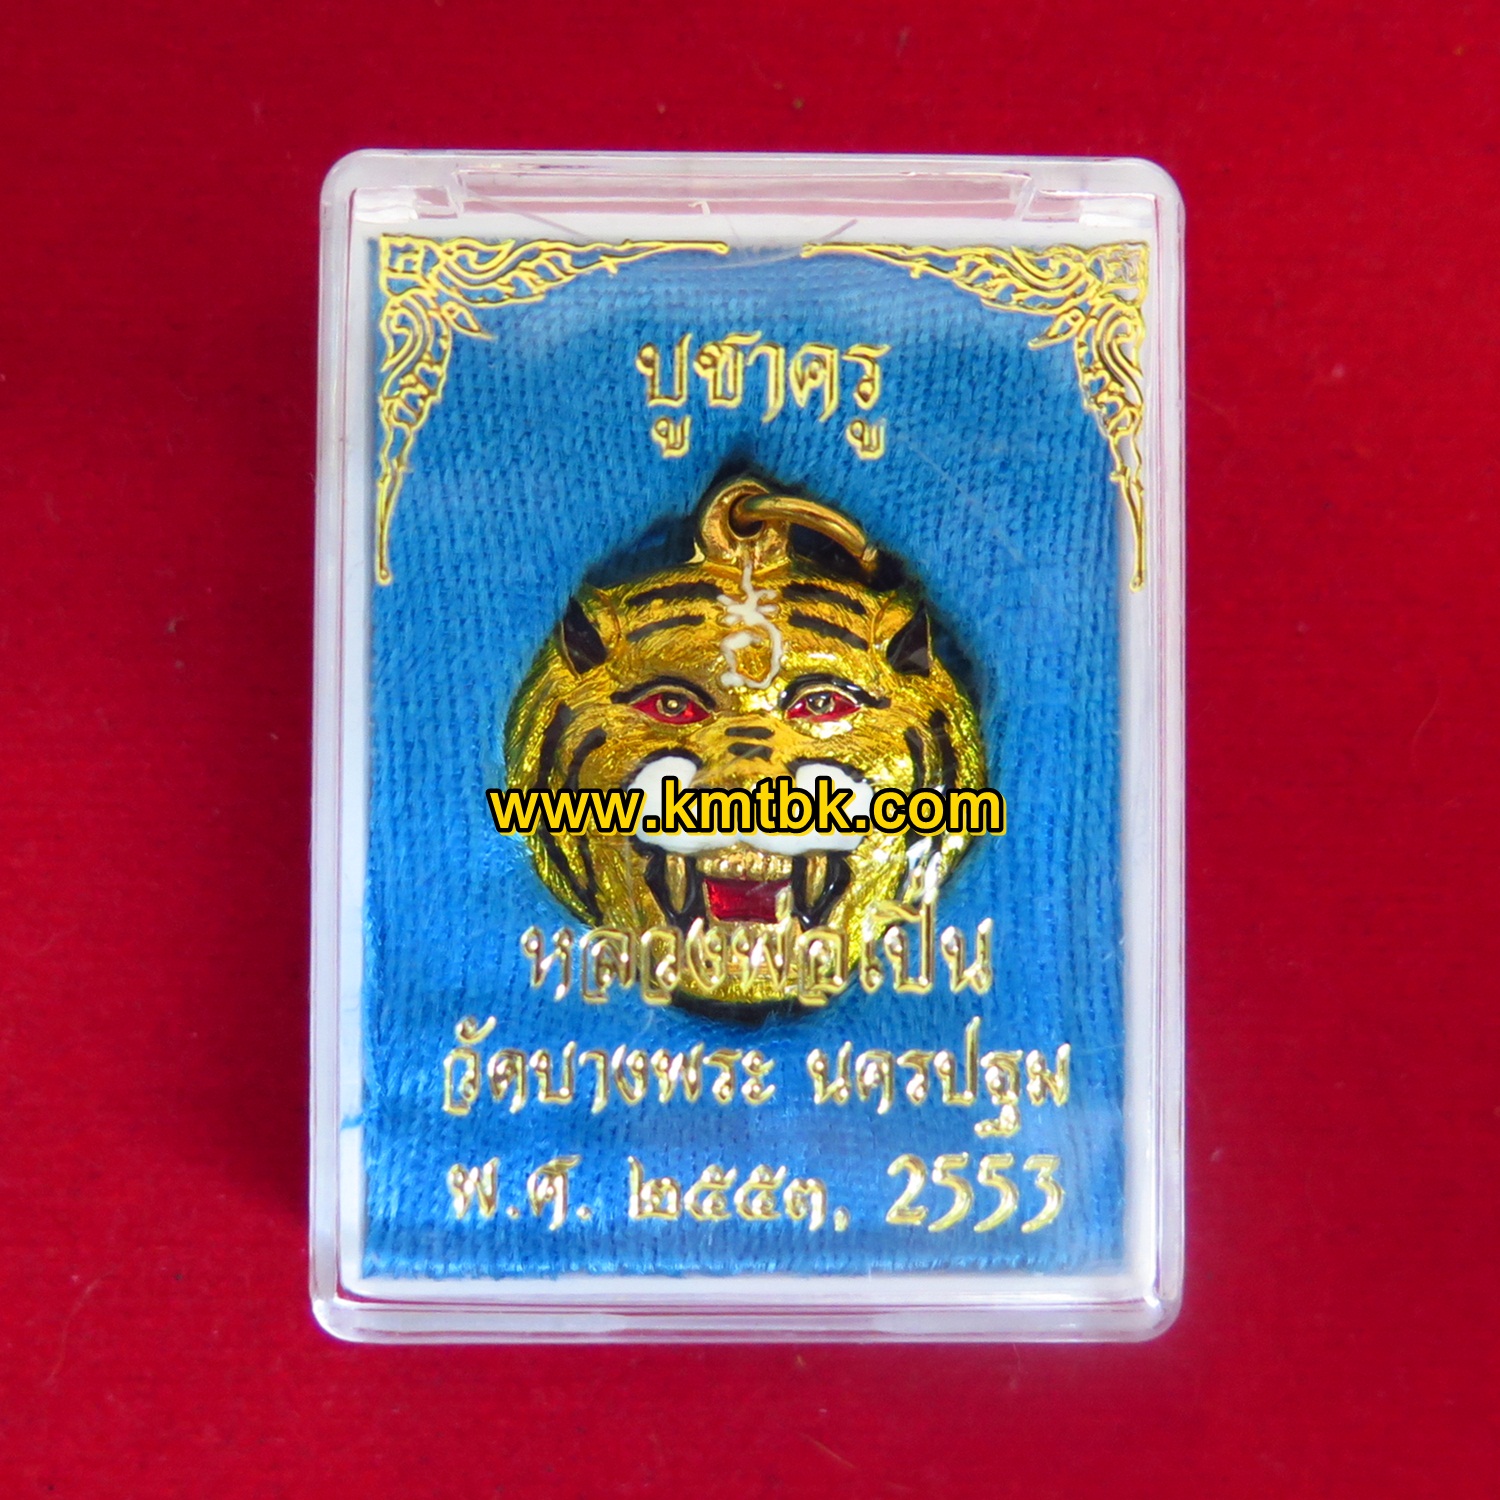 ปูชาครู
www.kmtbk.com
หลวงพ่อเปิ่น
วัดบางพระ นครปฐม
พ.ศ. ๒๕๕๓, 2553